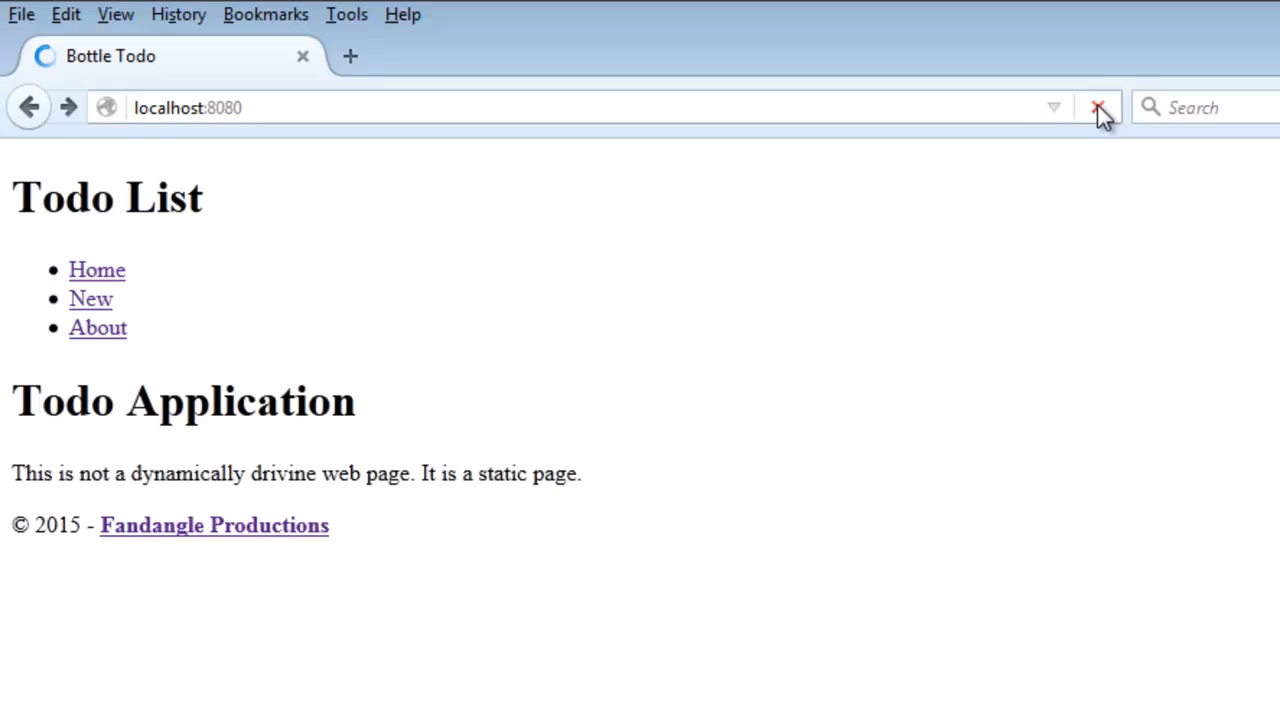 File Edit View History Bookmarks Tools Help
Bottle Todo
localhost:8080
Search
Todo List
Home
New
About
Todo Application
This is not a dynamically drivine web page. It is a static page.
© 2015 - Fandangle Productions